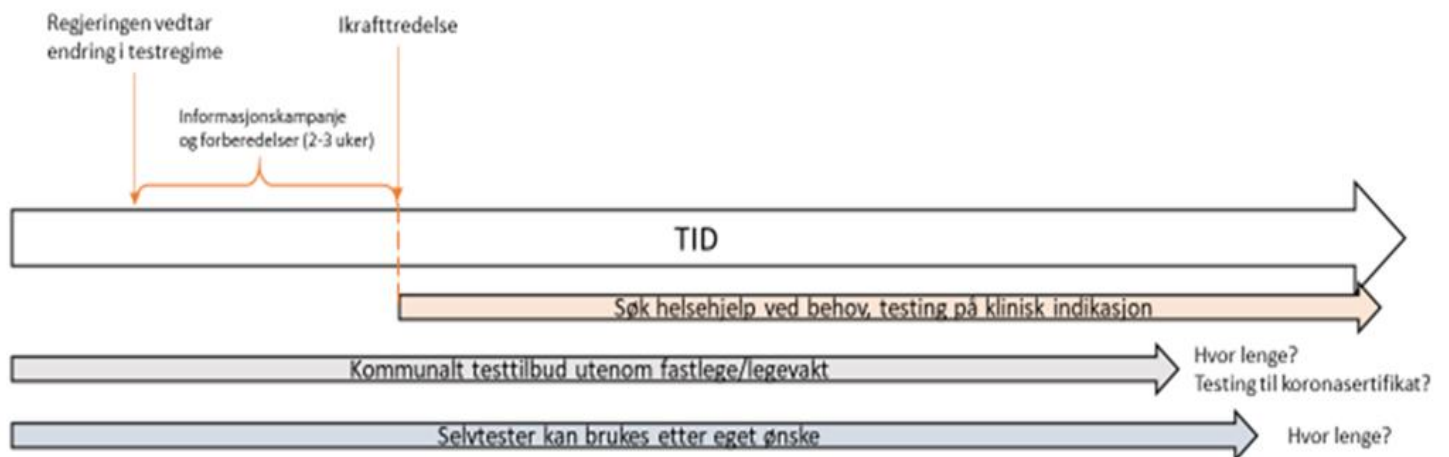 Regjeringen vedtar
endring i testregime
Ikrafttredelse
Informasjonskampanje
og forberedelser (2-3 uker)
TID
Søk helsehjelp ved behov, testing på klinisk indikasjon
Kommunalt testtilbud utenom fastlege/legevakt
Hvor lenge?
Testing til koronasertifikat?
Selvtester kan brukes etter eget ønske
Hvor lenge?